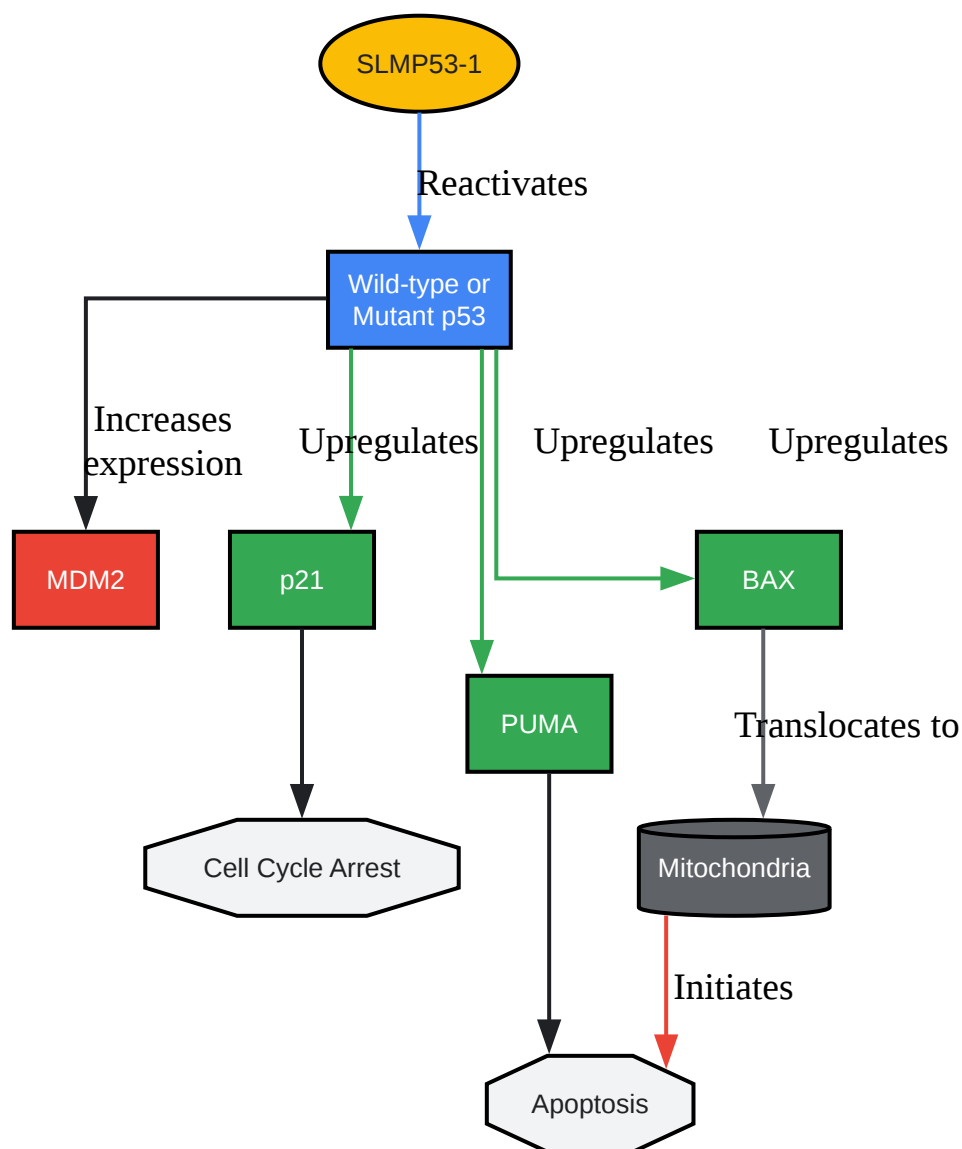 SLMP53-1
Reactivates
Wild-type or
Mutant p53
Increases
expression
Upregulates
Upregulates
Upregulates
MDM2
p21
BAX
PUMA
Translocates to
Cell Cycle Arrest
Mitochondria
Initiates
Apoptosis